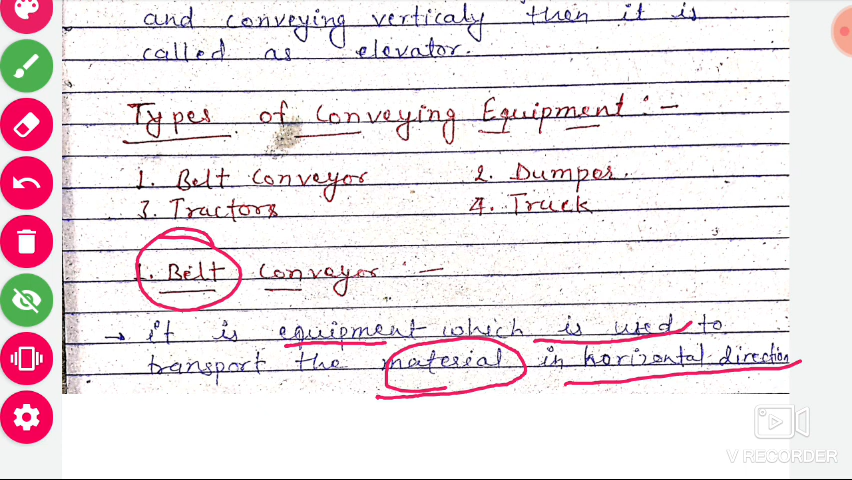 and conveying verticaly then it is
called as elevator.
Types of Conveying Equipment :-
1. Belt Conveyor 2. Dumper.
3. Tractors 4. Truck
1. Belt Conveyor :-
→ it is equipment which is used to
transport the material in horizontal direction
V RECORDER